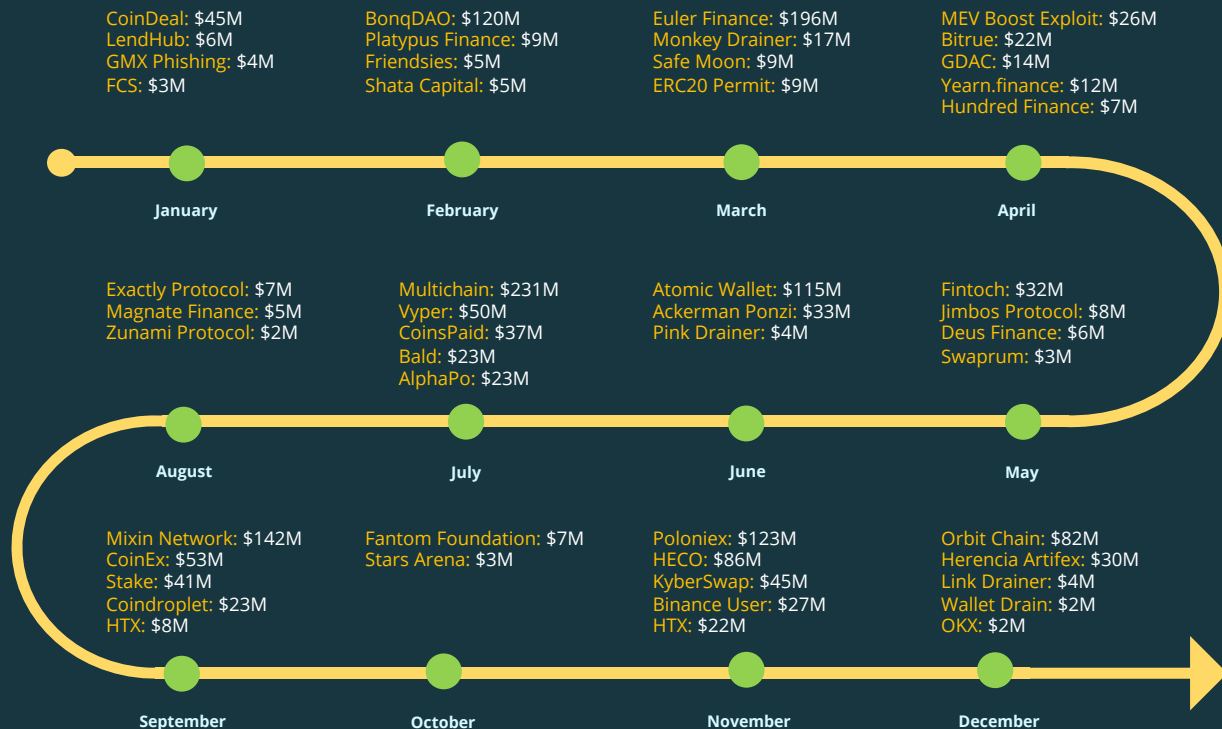 CoinDeal: $45M
LendHub: $6M
GMX Phishing: $4M
FCS: $3M
BonqDAO: $120M
Platypus Finance: $9M
Friendsies: $5M
Shata Capital: $5M
Euler Finance: $196M
Monkey Drainer: $17M
Safe Moon: $9M
ERC20 Permit: $9M
MEV Boost Exploit: $26M
Bitrue: $22M
GDAC: $14M
Yearn.finance: $12M
Hundred Finance: $7M
January
February
March
April
Exactly Protocol: $7M
Magnate Finance: $5M
Zunami Protocol: $2M
Multichain: $231M
Vyper: $50M
CoinsPaid: $37M
Bald: $23M
AlphaPo: $23M
Atomic Wallet: $115M
Ackerman Ponzi: $33M
Pink Drainer: $4M
Fintoch: $32M
Jimbos Protocol: $8M
Deus Finance: $6M
Swaprum: $3M
August
July
June
May
Mixin Network: $142M
CoinEx: $53M
Stake: $41M
Coindroplet: $23M
HTX: $8M
Fantom Foundation: $7M
Stars Arena: $3M
Poloniex: $123M
HECO: $86M
KyberSwap: $45M
Binance User: $27M
HTX: $22M
Orbit Chain: $82M
Herencia Artifex: $30M
Link Drainer: $4M
Wallet Drain: $2M
OKX: $2M
September
October
November
December